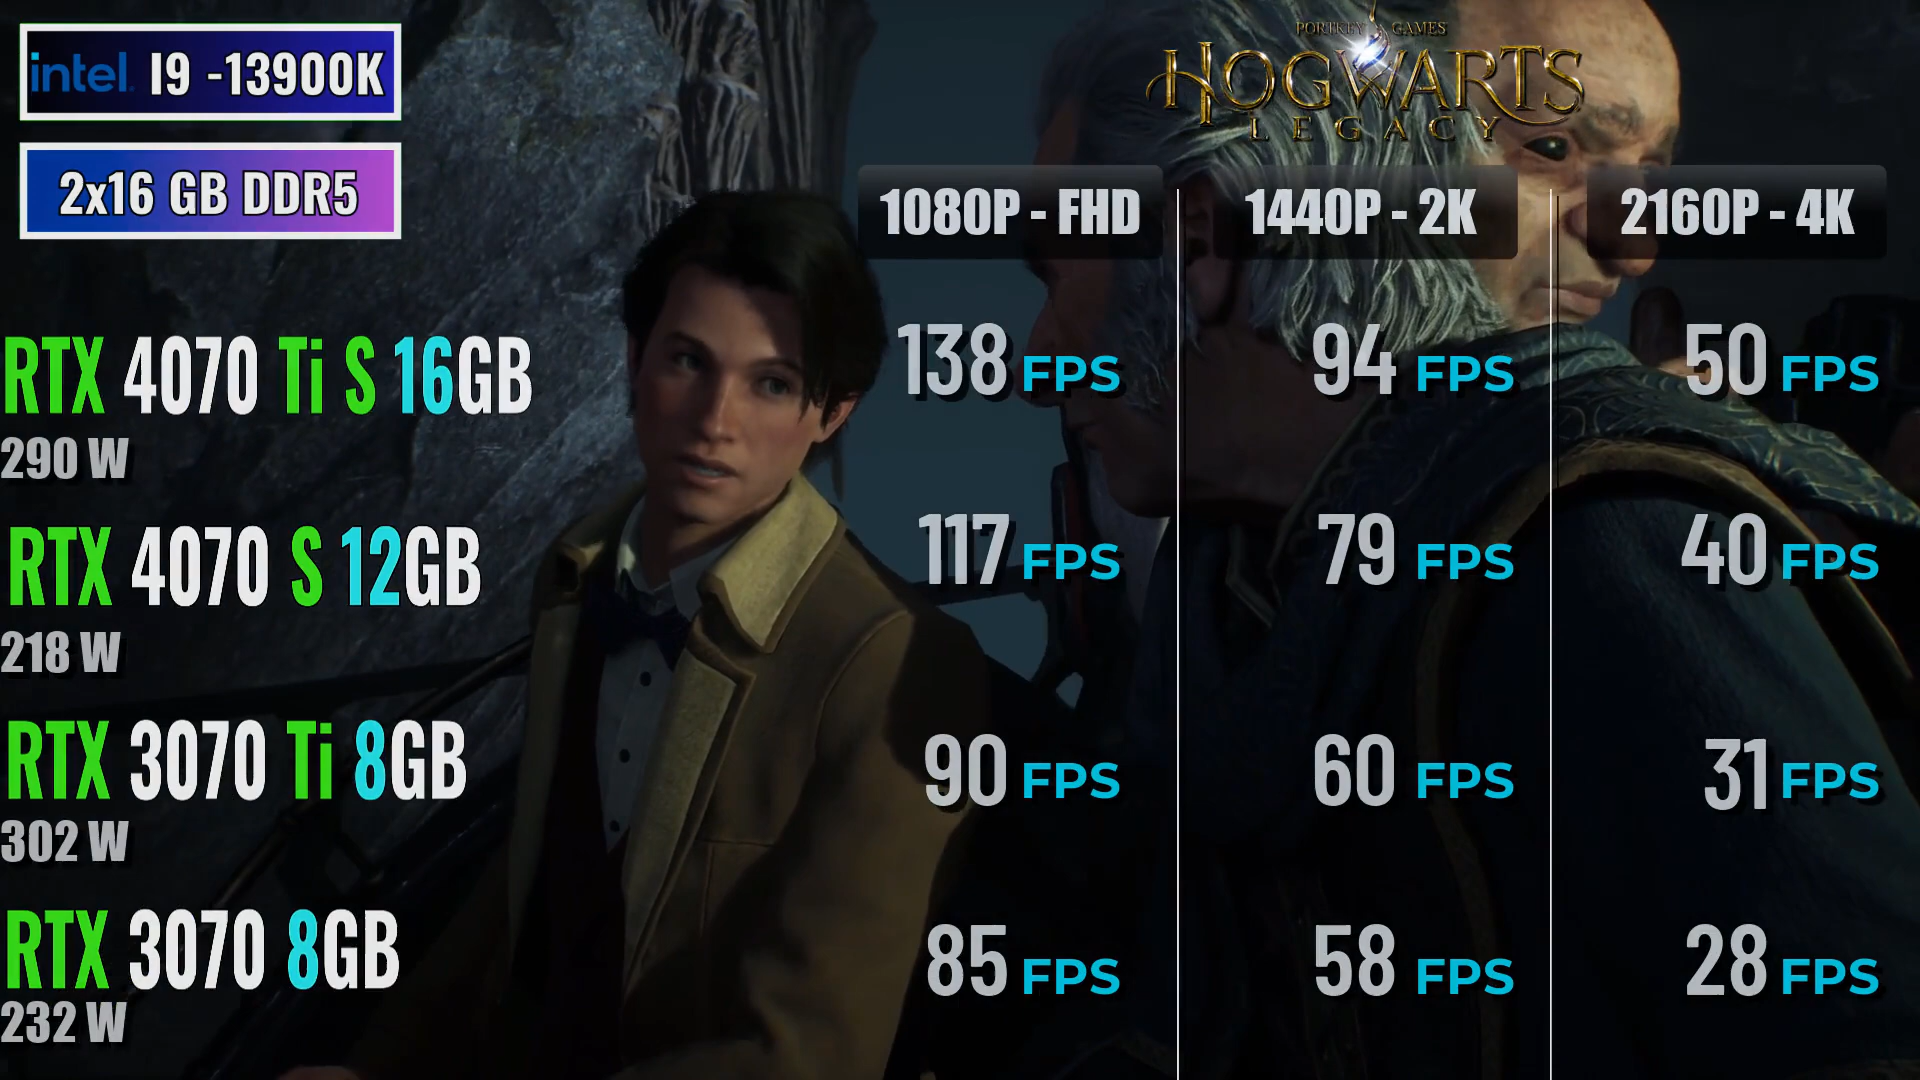 intel. I9 -13900K
2x16 GB DDR5
PORTKEY GAMES
HOGWARTS
LEGACY
1080P - FHD 1440P - 2K 2160P - 4K
RTX 4070 Ti S 16GB 138 FPS 94 FPS 50 FPS
290 W
RTX 4070 S 12GB 117 FPS 79 FPS 40 FPS
218 W
RTX 3070 Ti 8GB 90 FPS 60 FPS 31 FPS
302 W
RTX 3070 8GB 85 FPS 58 FPS 28 FPS
232 W